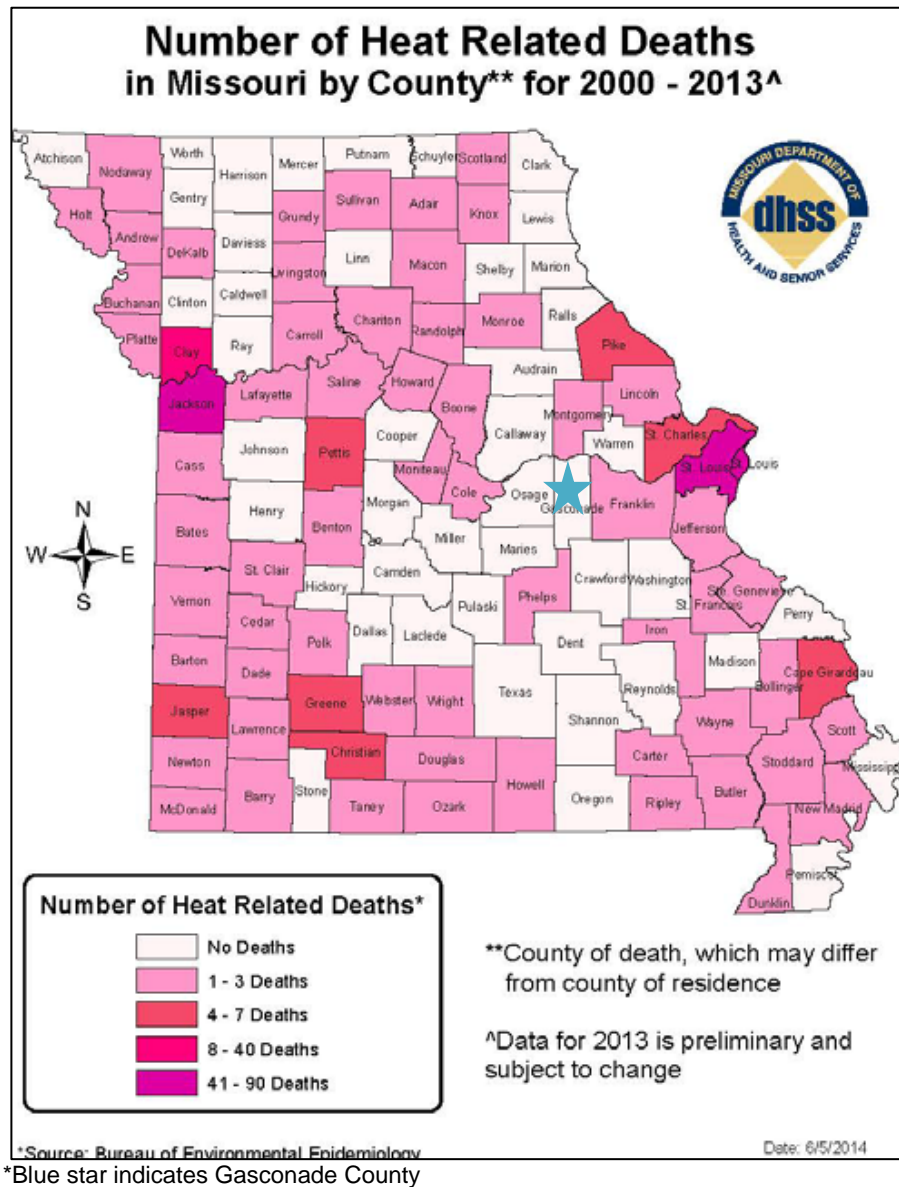 Number of Heat Related Deaths
in Missouri by County** for 2000 - 2013^
MISSOURI DEPARTMENT OF
dhss
HEALTH AND SENIOR SERVICES
Atchison
Nodaway
Worth
Harrison
Mercer
Putnam
Schuyler
Scotland
Clark
Gentry
Holt
Andrew
DeKalb
Daviess
Grundy
Sullivan
Adair
Knox
Lewis
Livingston
Linn
Macon
Shelby
Marion
Buchanan
Clinton
Caldwell
Platte
Clay
Ray
Carroll
Chariton
Randolph
Monroe
Ralls
Pike
Audrain
Jackson
Lafayette
Saline
Howard
Boone
Callaway
Montgomery
Lincoln
Warren
St. Charles
St. Louis
St. Louis
Cass
Johnson
Pettis
Cooper
Moniteau
Cole
Osage
Gasconade
Franklin
Jefferson
Bates
Henry
Benton
Morgan
Miller
Maries
N
W
E
S
St. Clair
Hickory
Camden
Pulaski
Phelps
Crawford
Washington
St. Francois
Ste. Genevieve
Perry
Vernon
Cedar
Polk
Dallas
Laclede
Dent
Iron
Madison
Bollinger
Cape Girardeau
Barton
Dade
Greene
Webster
Wright
Texas
Reynolds
Shannon
Wayne
Scott
Jasper
Lawrence
Christian
Douglas
Howell
Carter
Stoddard
Mississippi
Newton
McDonald
Barry
Stone
Taney
Ozark
Oregon
Ripley
Butler
New Madrid
Pemiscot
Dunklin
Number of Heat Related Deaths*
No Deaths
1 - 3 Deaths
4 - 7 Deaths
8 - 40 Deaths
41 - 90 Deaths
**County of death, which may differ
from county of residence
^Data for 2013 is preliminary and
subject to change
*Source: Bureau of Environmental Epidemiology
Date: 6/5/2014
*Blue star indicates Gasconade County